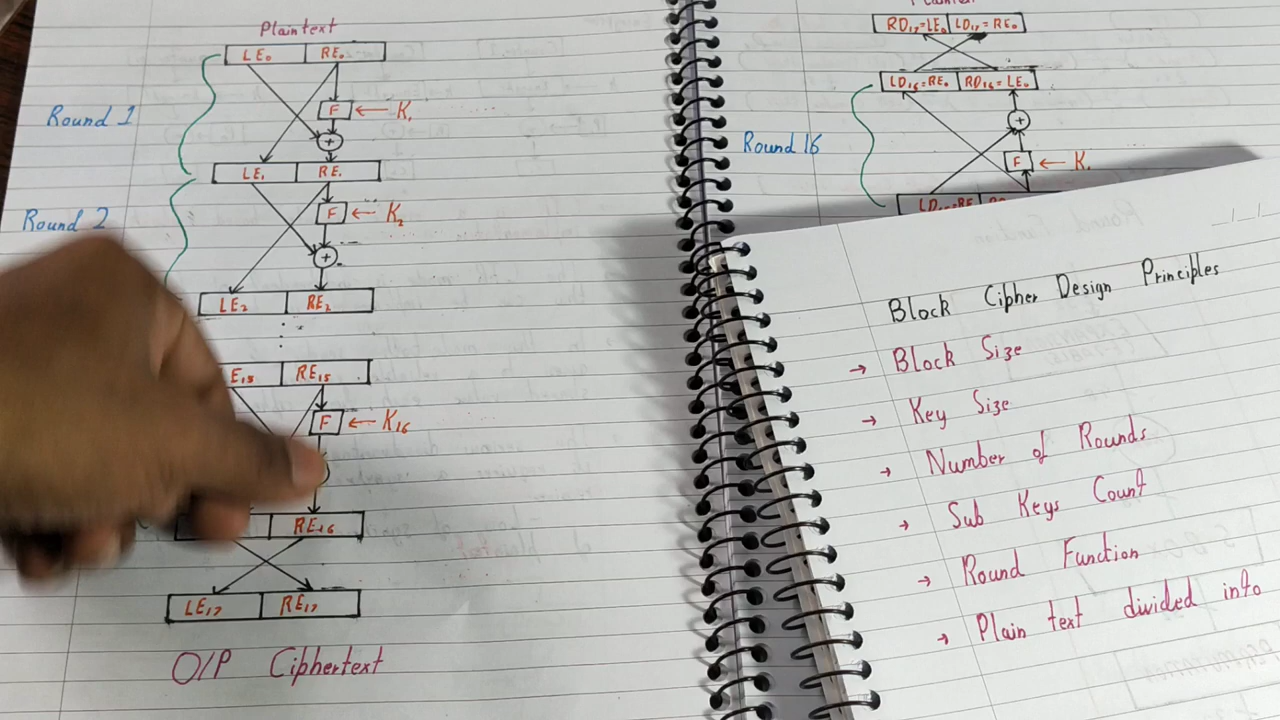 Plaintext
LE₀ RE₀
Round 1
F ← K₁
+
LE₁ RE₁
Round 2
F ← K₂
+
LE₂ RE₂
E₁₅ RE₁₅
F ← K₁₆
RE₁₆
LE₁₇ RE₁₇
O/P Ciphertext
RD₁₇=LE₀ LD₁₇=RE₀
LD₁₆=RE₀ RD₁₆=LE₀
+
Round 16
F ← K₁
Block Cipher Design Principles
→ Block Size
→ Key Size
→ Number of Rounds
→ Sub Keys Count
→ Round Function
→ Plain text divided into